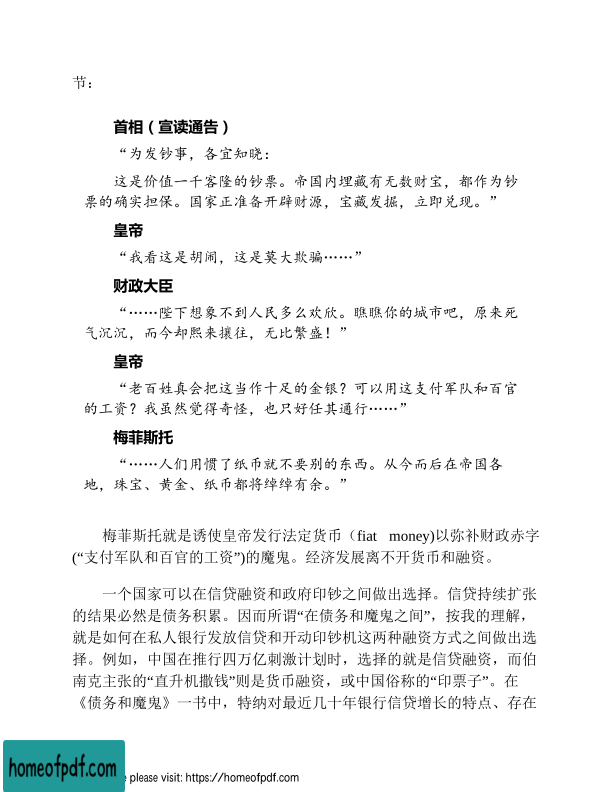 节：
首相（宣读通告）
“为发钞事，各宜知晓：
这是价值一千客隆的钞票。帝国内埋藏有无数财宝，都作为钞
票的确实担保。国家正准备开辟财源，宝藏发掘，立即兑现。”
皇帝
“我看这是胡闹，这是莫大欺骗……”
财政大臣
“……陛下想象不到人民多么欢欣。瞧瞧你的城市吧，原来死
气沉沉，而今却熙来攘往，无比繁盛！”
皇帝
“老百姓真会把这当作十足的金银？可以用这支付军队和百官
的工资？我虽然觉得奇怪，也只好任其通行……”
梅菲斯托
“……人们用惯了纸币就不要别的东西。从今而后在帝国各
地，珠宝、黄金、纸币都将绰绰有余。”
梅菲斯托就是诱使皇帝发行法定货币（fiat money)以弥补财政赤字
(“支付军队和百官的工资”)的魔鬼。经济发展离不开货币和融资。
一个国家可以在信贷融资和政府印钞之间做出选择。信贷持续扩张
的结果必然是债务积累。因而所谓“在债务和魔鬼之间”，按我的理解，
就是如何在私人银行发放信贷和开动印钞机这两种融资方式之间做出选
择。例如，中国在推行四万亿刺激计划时，选择的就是信贷融资，而伯
南克主张的“直升机撒钱”则是货币融资，或中国俗称的“印票子”。在
《债务和魔鬼》一书中，特纳对最近几十年银行信贷增长的特点、存在
homeofpdf.com
e please visit: https://homeofpdf.com